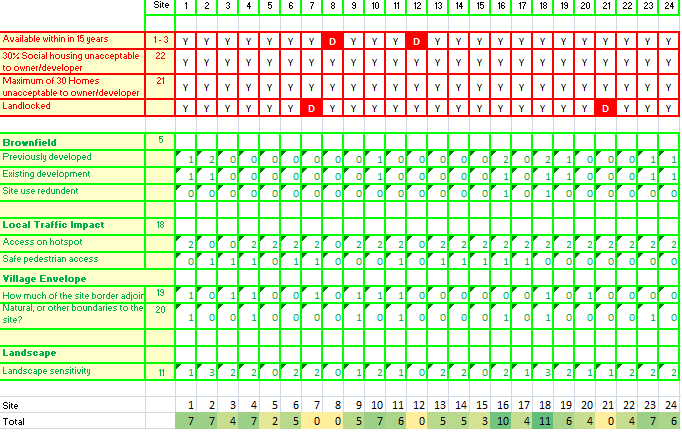 Site 1 2 3 4 5 6 7 8 9 10 11 12 13 14 15 16 17 18 19 20 21 22 23 24
Available within in 15 years 1 - 3 Y Y Y Y Y Y Y D Y Y Y D Y Y Y Y Y Y Y Y Y Y Y Y
30% Social housing unacceptable to owner/developer 22 Y Y Y Y Y Y Y Y Y Y Y Y Y Y Y Y Y Y Y Y Y Y Y Y
Maximum of 30 Homes unacceptable to owner/developer 21 Y Y Y Y Y Y Y Y Y Y Y Y Y Y Y Y Y Y Y Y Y Y Y Y
Landlocked Y Y Y Y Y Y D Y Y Y Y Y Y Y Y Y Y Y Y Y D Y Y Y
Brownfield 5
Previously developed 1 2 0 0 0 0 0 0 0 1 0 0 0 0 0 2 0 2 1 0 0 0 1 1
Existing development 1 1 0 0 0 0 0 0 0 0 0 0 0 0 0 1 0 1 1 0 0 0 1 1
Site use redundent 0 0 0 0 0 0 0 0 0 0 0 0 0 0 0 1 0 1 0 0 0 0 0 0
Local Traffic Impact 18
Access on hotspot 2 0 0 2 2 2 2 0 2 2 2 2 2 2 2 2 2 2 2 2 2 2 2 2
Safe pedestrian access 0 1 1 1 0 1 1 0 0 1 1 0 1 1 1 1 1 0 0 0 0 0 0 0
Village Envelope
How much of the site border adjoin 19 1 0 1 1 0 0 1 1 1 1 1 0 0 0 0 0 0 1 0 1 0 0 0 0
Natural, or other boundaries to the site? 20 1 0 0 1 0 0 0 0 1 0 1 0 0 0 0 1 0 1 0 0 0 0 1 0
Landscape
Landscape sensitivity 11 1 3 2 2 0 2 2 0 1 2 1 0 2 2 0 2 1 3 2 1 1 2 2 2
Site 1 2 3 4 5 6 7 8 9 10 11 12 13 14 15 16 17 18 19 20 21 22 23 24
Total 7 7 4 7 2 5 0 0 5 7 6 0 5 5 3 10 4 11 6 4 0 4 7 6